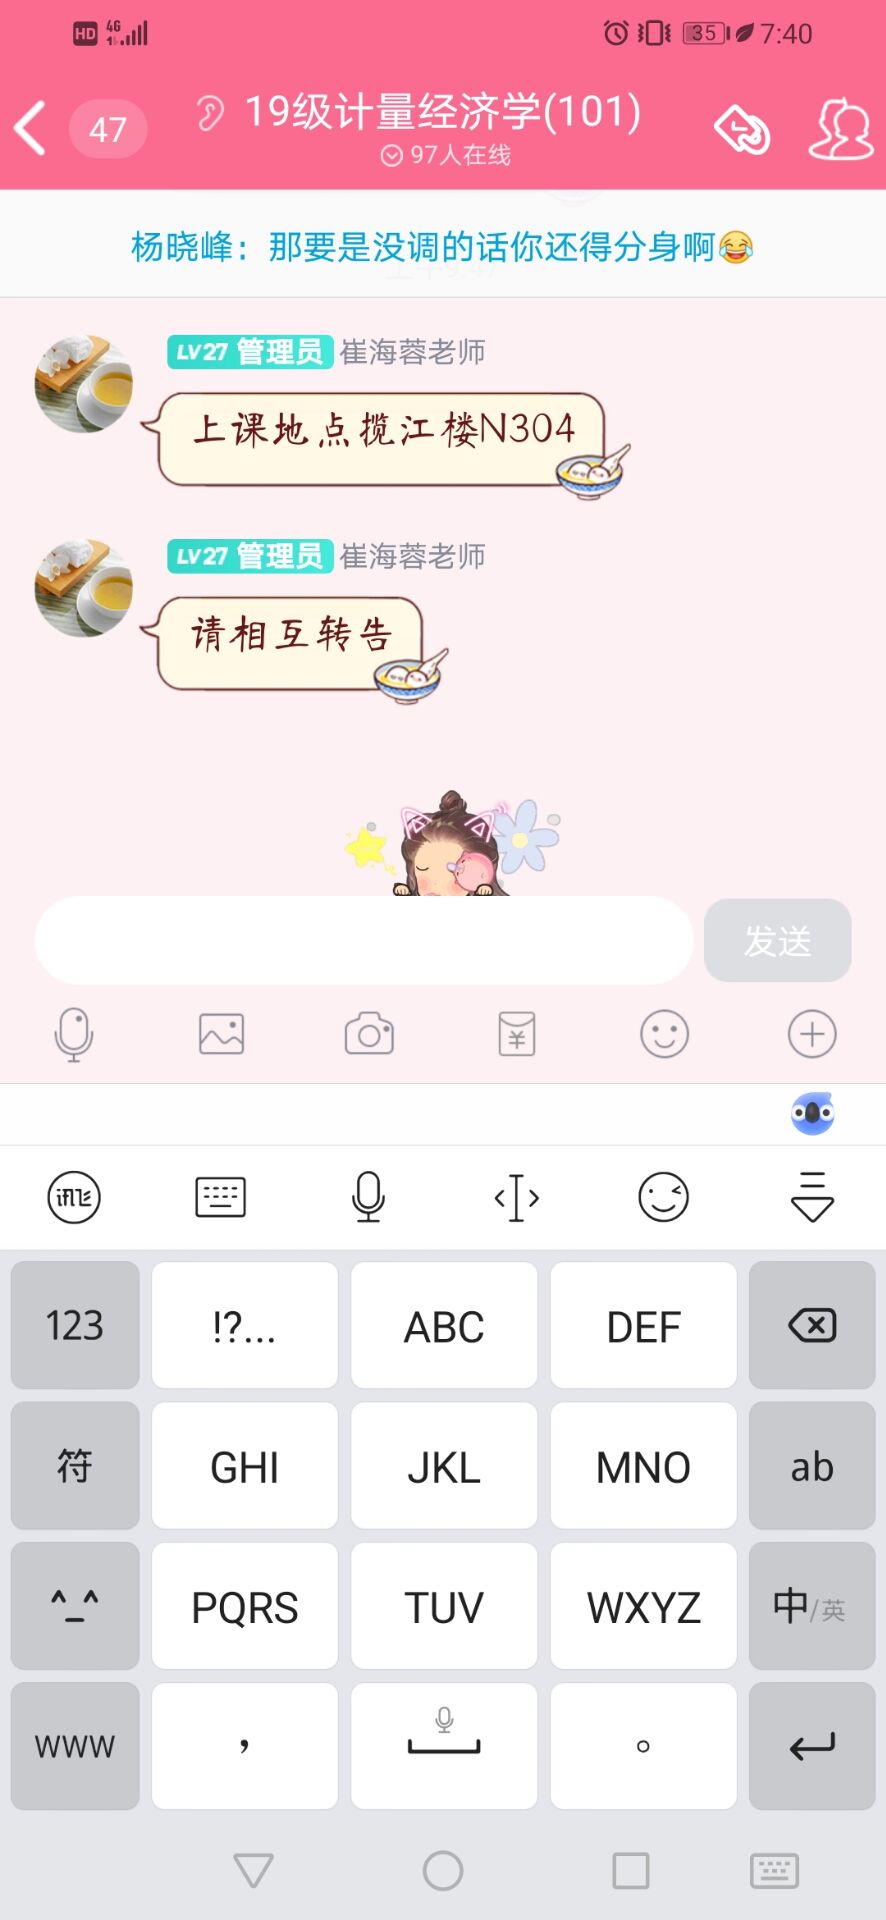 HD 4G 35 7:40
47 19级计量经济学(101)
97人在线
杨晓峰：那要是没调的话你还得分身啊😂
上午9:47
LV27 管理员 崔海蓉老师
上课地点揽江楼N304
LV27 管理员 崔海蓉老师
请相互转告
发送
讯飞
123 !?... ABC DEF
符 GHI JKL MNO ab
^_^ PQRS TUV WXYZ 中/英
WWW ， 。